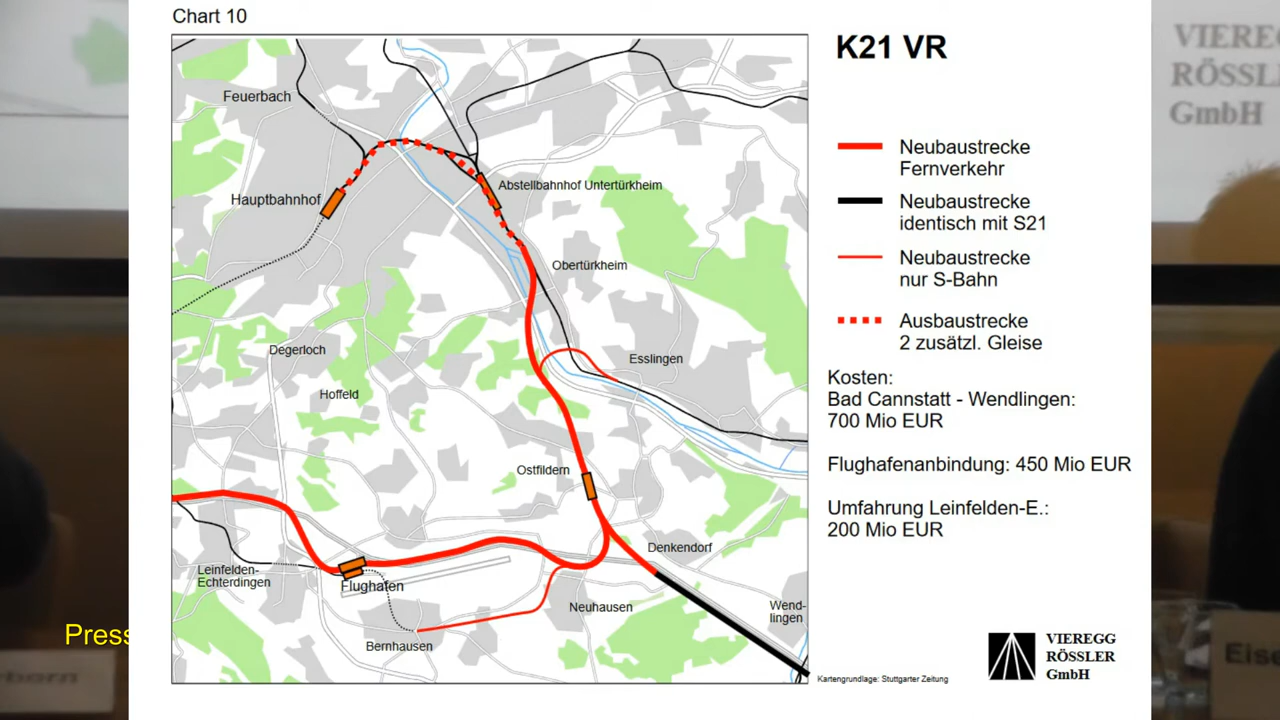 Chart 10
K21 VR
VIEREGG
RÖSSLER
GmbH
Feuerbach
Hauptbahnhof
Abstellbahnhof Untertürkheim
Obertürkheim
Degerloch
Esslingen
Hoffeld
Ostfildern
Denkendorf
Leinfelden-
Echterdingen
Flughafen
Neuhausen
Wend-
lingen
Bernhausen
Neubaustrecke
Fernverkehr
Neubaustrecke
identisch mit S21
Neubaustrecke
nur S-Bahn
Ausbaustrecke
2 zusätzl. Gleise
Kosten:
Bad Cannstatt - Wendlingen:
700 Mio EUR
Flughafenanbindung: 450 Mio EUR
Umfahrung Leinfelden-E.:
200 Mio EUR
VIEREGG
RÖSSLER
GmbH
Kartengrundlage: Stuttgarter Zeitung